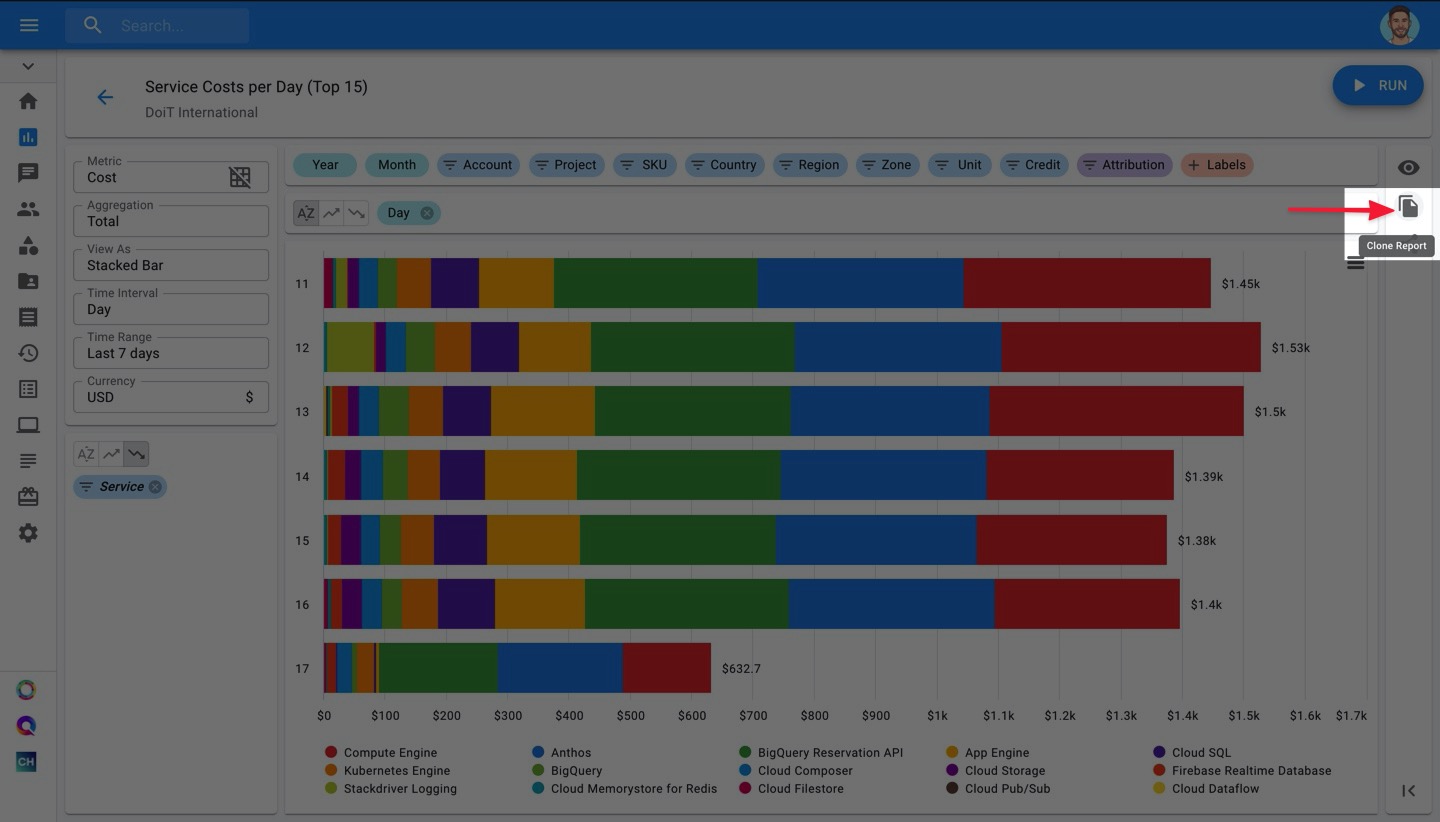 Search...
Service Costs per Day (Top 15)
DoiT International
RUN
Metric
Cost
Aggregation
Total
View As
Stacked Bar
Time Interval
Day
Time Range
Last 7 days
Currency
USD $
AZ
Service
Year Month Account Project SKU Country Region Zone Unit Credit Attribution + Labels
AZ Day
Clone Report
11 $1.45k
12 $1.53k
13 $1.5k
14 $1.39k
15 $1.38k
16 $1.4k
17 $632.7
$0 $100 $200 $300 $400 $500 $600 $700 $800 $900 $1k $1.1k $1.2k $1.3k $1.4k $1.5k $1.6k $1.7k
Compute Engine Anthos BigQuery Reservation API App Engine Cloud SQL
Kubernetes Engine BigQuery Cloud Composer Cloud Storage Firebase Realtime Database
Stackdriver Logging Cloud Memorystore for Redis Cloud Filestore Cloud Pub/Sub Cloud Dataflow
CH